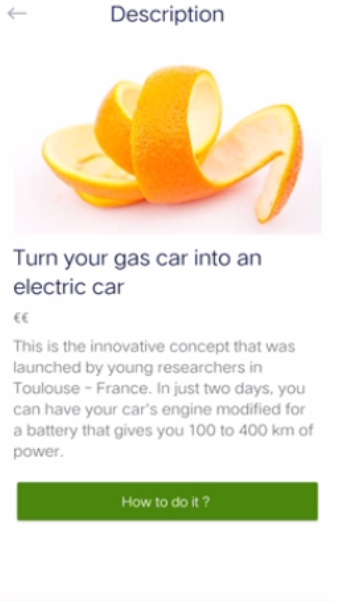 Description
Turn your gas car into an
electric car
€€
This is the innovative concept that was
launched by young researchers in
Toulouse - France. In just two days, you
can have your car's engine modified for
a battery that gives you 100 to 400 km of
power.
How to do it ?